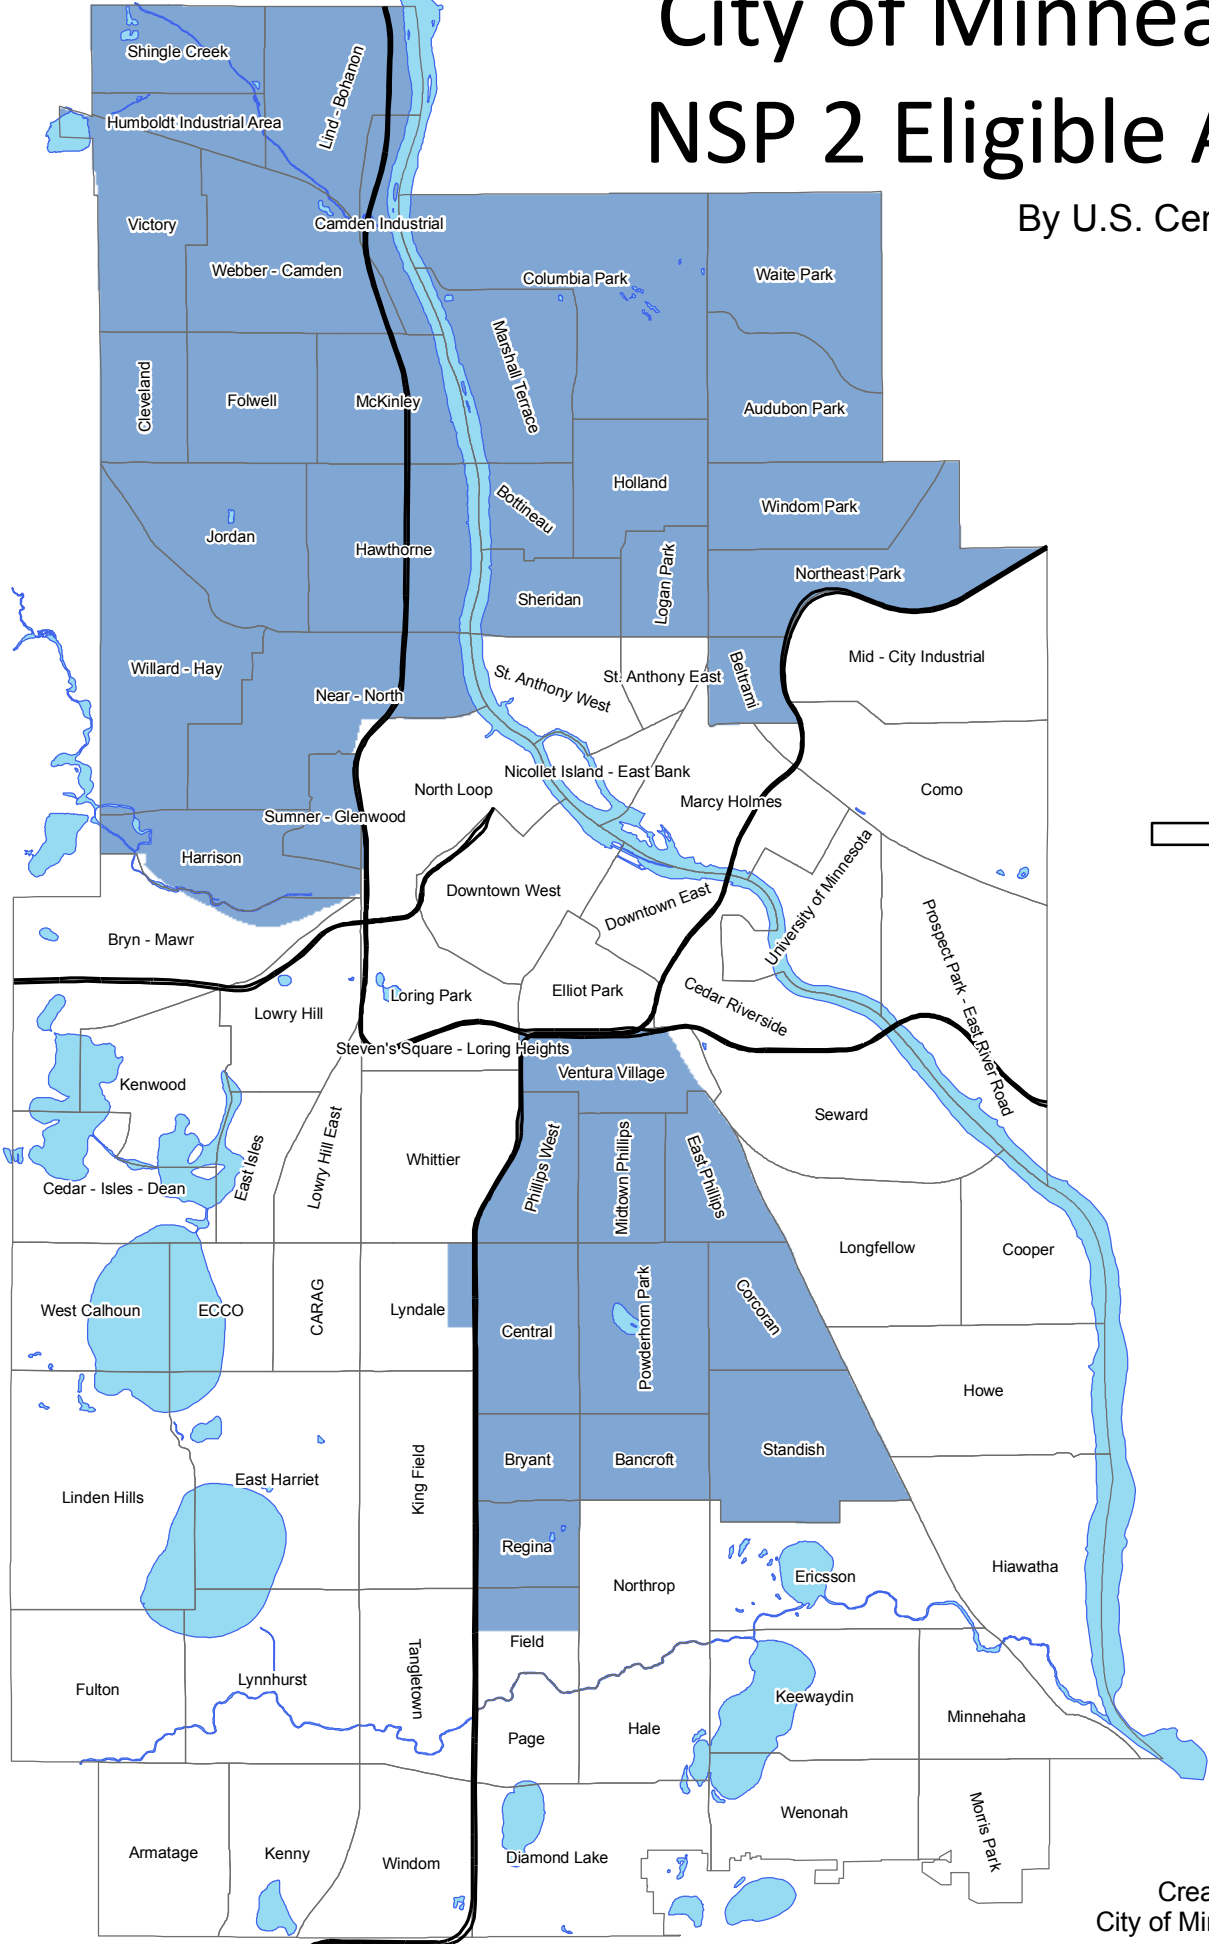 City of Minnea
NSP 2 Eligible A
By U.S. Cen
Shingle Creek
Lind - Bohanon
Humboldt Industrial Area
Victory
Camden Industrial
Webber - Camden
Columbia Park
Waite Park
Marshall Terrace
Cleveland
Folwell
McKinley
Audubon Park
Holland
Bottineau
Windom Park
Jordan
Hawthorne
Northeast Park
Sheridan
Logan Park
Willard - Hay
Near - North
St. Anthony West
St. Anthony East
Beltrami
Mid - City Industrial
North Loop
Nicollet Island - East Bank
Marcy Holmes
Como
Sumner - Glenwood
Harrison
Downtown West
Downtown East
University of Minnesota
Prospect Park - East River Road
Bryn - Mawr
Lowry Hill
Loring Park
Elliot Park
Cedar Riverside
Steven's Square - Loring Heights
Ventura Village
Kenwood
Seward
Lowry Hill East
East Isles
Whittier
Phillips West
Midtown Phillips
East Phillips
Cedar - Isles - Dean
Longfellow
Cooper
West Calhoun
ECCO
CARAG
Lyndale
Central
Powderhorn Park
Corcoran
Howe
Linden Hills
East Harriet
King Field
Bryant
Bancroft
Standish
Regina
Northrop
Ericsson
Hiawatha
Field
Fulton
Lynnhurst
Tangletown
Page
Hale
Keewaydin
Minnehaha
Wenonah
Morris Park
Armatage
Kenny
Windom
Diamond Lake
Crea
City of Min